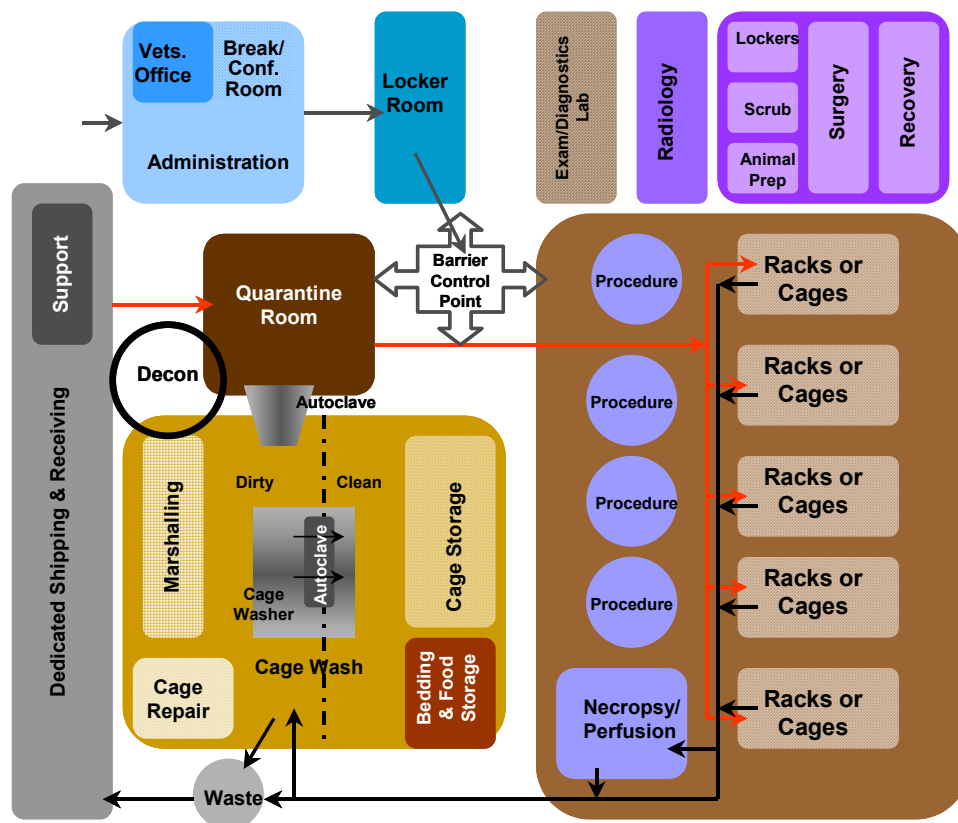 Vets.
Office
Break/
Conf.
Room
Administration
Locker
Room
Exam/Diagnostics
Lab
Radiology
Lockers
Scrub
Animal
Prep
Surgery
Recovery
Support
Dedicated Shipping & Receiving
Quarantine
Room
Barrier
Control
Point
Decon
Autoclave
Dirty
Clean
Marshalling
Cage
Washer
Autoclave
Cage Storage
Cage Wash
Cage
Repair
Bedding
& Food
Storage
Waste
Procedure
Procedure
Procedure
Procedure
Necropsy/
Perfusion
Racks or
Cages
Racks or
Cages
Racks or
Cages
Racks or
Cages
Racks or
Cages